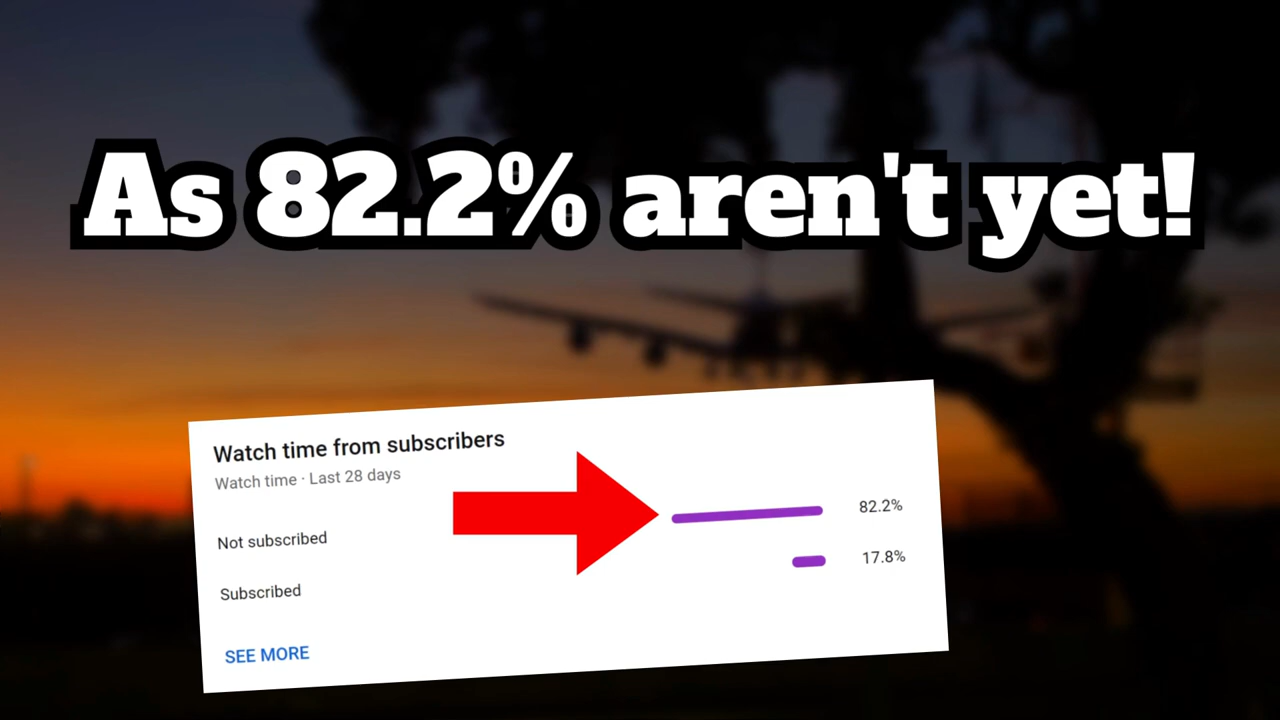 As 82.2% aren't yet!
Watch time from subscribers
Watch time · Last 28 days
Not subscribed 82.2%
Subscribed 17.8%
SEE MORE